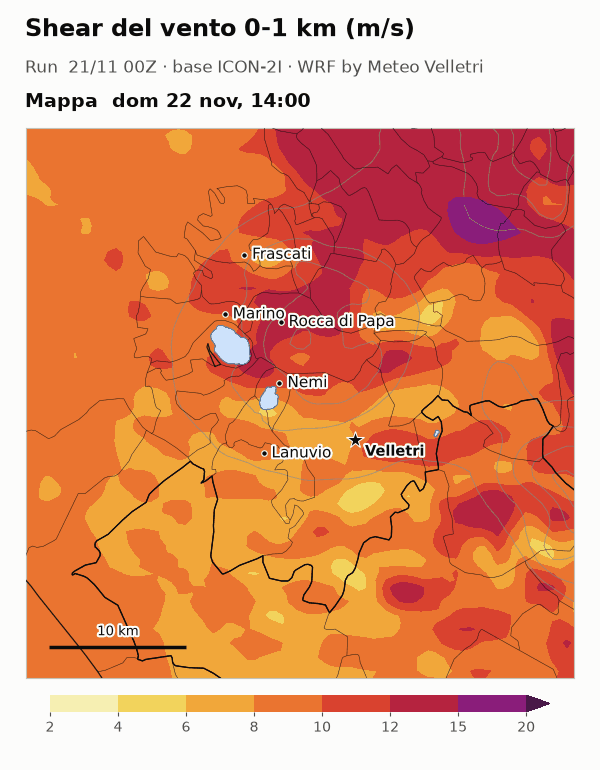 Shear del vento 0-1 km (m/s)
Run  21/11 00Z · base ICON-2I · WRF by Meteo Velletri
Mappa  dom 22 nov, 14:00
Frascati
Marino
Rocca di Papa
Nemi
Velletri
Lanuvio
10 km
2 4 6 8 10 12 15 20